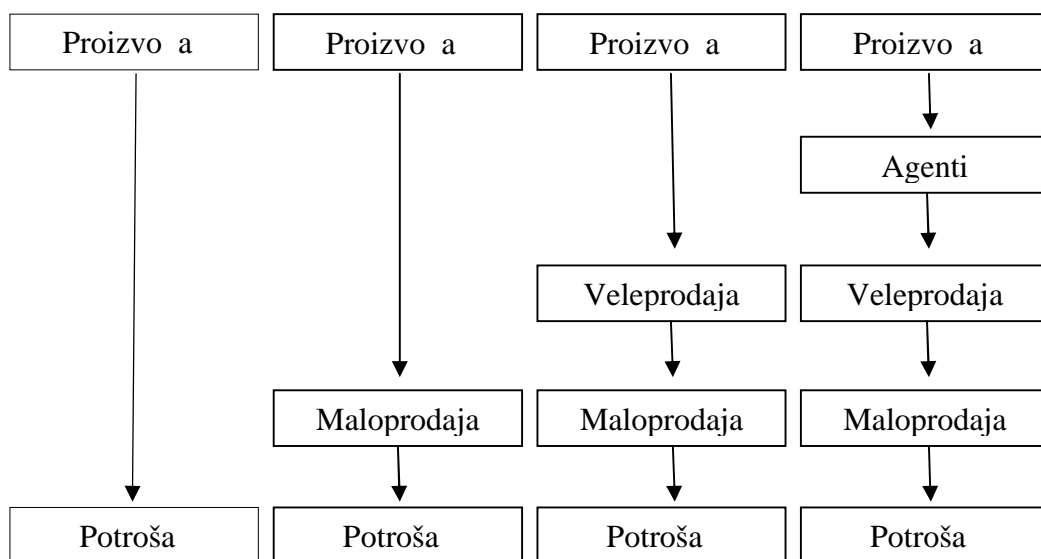 Proizvo a Proizvo a Proizvo a Proizvo a
Agenti
Veleprodaja Veleprodaja
Maloprodaja Maloprodaja Maloprodaja
Potroša Potroša Potroša Potroša